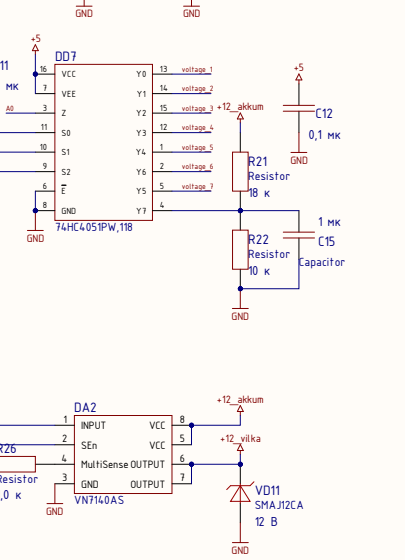 GND
GND
+5
DD7
11
мк
16
VCC
Y0
13
voltage_1
7
VEE
Y1
14
voltage_2
A0
3
Z
Y2
15
voltage_3
+12_akkum
11
S0
Y3
12
voltage_4
10
S1
Y4
1
voltage_5
9
S2
Y6
2
voltage_6
6
E
Y5
5
voltage_7
8
GND
Y7
4
74HC4051PW,118
GND
+5
C12
0,1 мк
GND
R21
Resistor
18 к
R22
Resistor
10 к
1 мк
C15
Capacitor
GND
DA2
+12_akkum
1
INPUT
VCC
8
2
SEn
VCC
5
+12_vilka
R26
4
MultiSense
OUTPUT
6
Resistor
3
GND
OUTPUT
7
,0 к
VN7140AS
GND
VD11
SMAJ12CA
12 В
GND